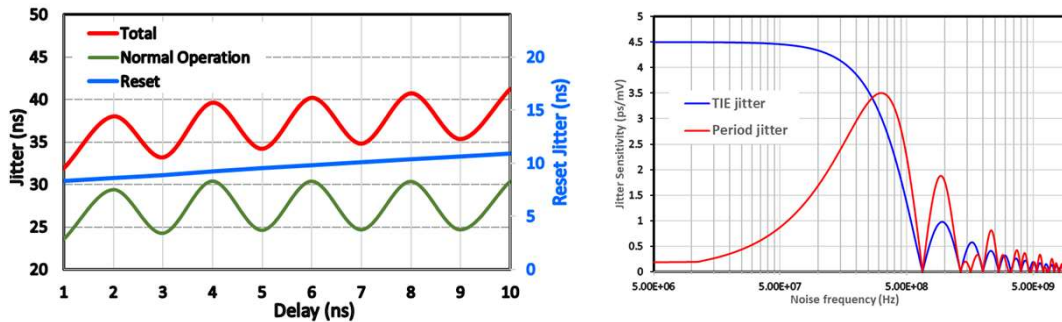 50
45
40
35
30
25
20
Jitter (ns)
Total
Normal Operation
Reset
20
15
10
5
0
Reset Jitter (ns)
1 2 3 4 5 6 7 8 9 10
Delay (ns)
5
4.5
4
3.5
3
2.5
2
1.5
1
0.5
0
Jitter Sensitivity (ps/mV)
TIE jitter
Period jitter
5.00E+06 5.00E+07 5.00E+08 5.00E+09
Noise frequency (Hz)